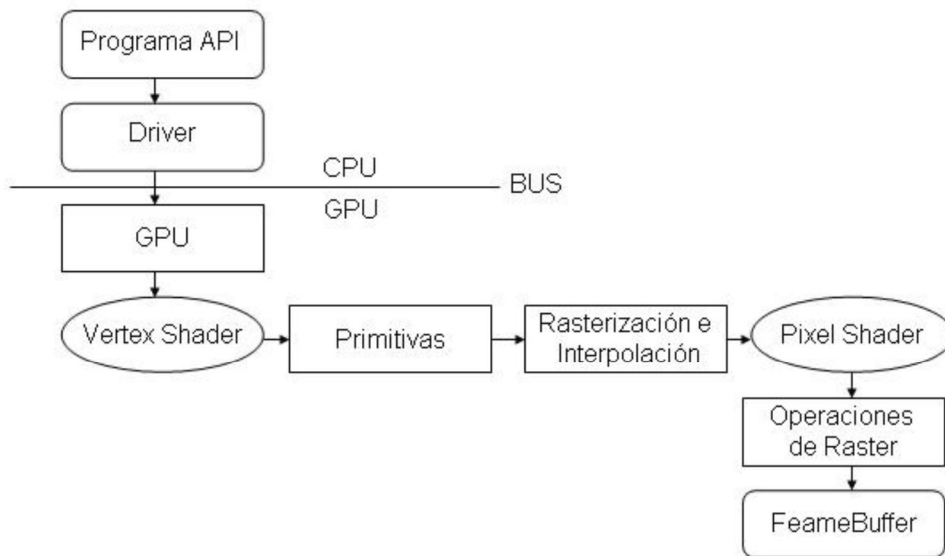 Programa API
Driver
CPU
BUS
GPU
GPU
Vertex Shader
Primitivas
Rasterización e
Interpolación
Pixel Shader
Operaciones
de Raster
FeameBuffer